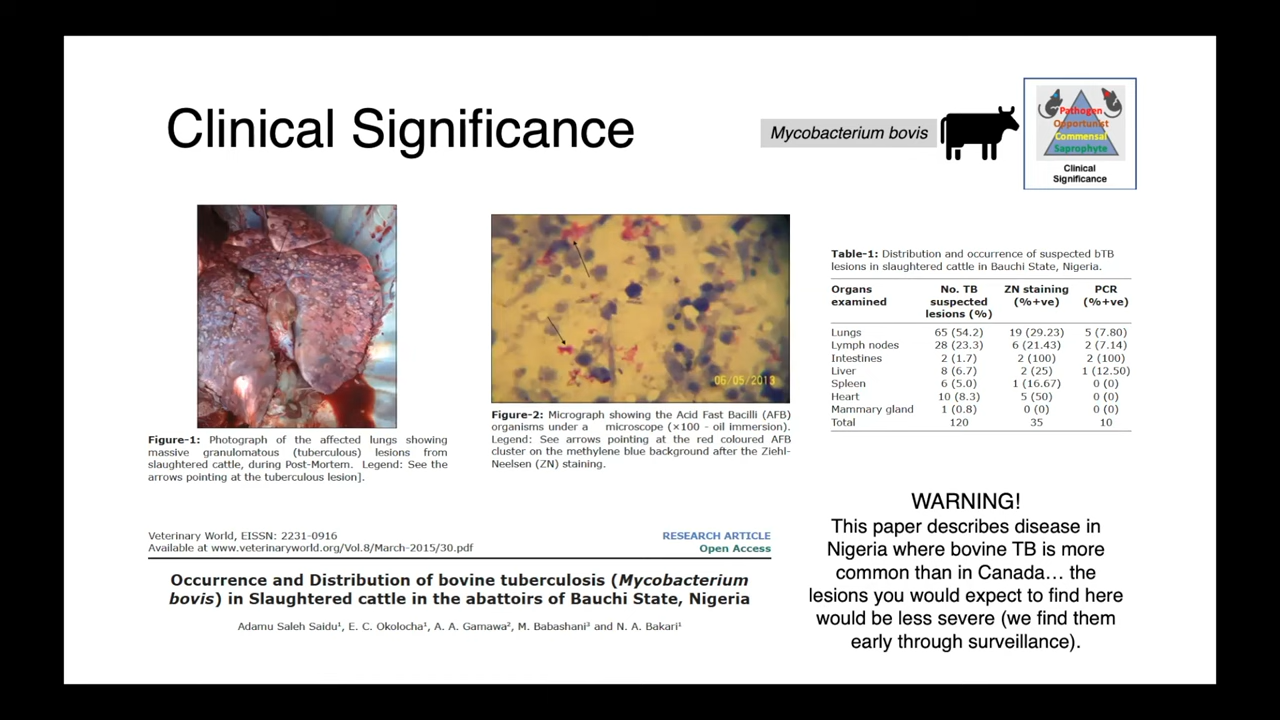 Clinical Significance
Mycobacterium bovis
Pathogen
Opportunist
Commensal
Saprophyte
Clinical
Significance
06/05/2013
Figure-1: Photograph of the affected lungs showing
massive granulomatous (tuberculous) lesions from
slaughtered cattle, during Post-Mortem. Legend: See the
arrows pointing at the tuberculous lesion].
Figure-2: Micrograph showing the Acid Fast Bacilli (AFB)
organisms under a microscope (×100 - oil immersion).
Legend: See arrows pointing at the red coloured AFB
cluster on the methylene blue background after the Ziehl-
Neelsen (ZN) staining.
Table-1: Distribution and occurrence of suspected bTB
lesions in slaughtered cattle in Bauchi State, Nigeria.
Organs No. TB ZN staining PCR
examined suspected (%+ve) (%+ve)
lesions (%)
Lungs 65 (54.2) 19 (29.23) 5 (7.80)
Lymph nodes 28 (23.3) 6 (21.43) 2 (7.14)
Intestines 2 (1.7) 2 (100) 2 (100)
Liver 8 (6.7) 2 (25) 1 (12.50)
Spleen 6 (5.0) 1 (16.67) 0 (0)
Heart 10 (8.3) 5 (50) 0 (0)
Mammary gland 1 (0.8) 0 (0) 0 (0)
Total 120 35 10
Veterinary World, EISSN: 2231-0916
Available at www.veterinaryworld.org/Vol.8/March-2015/30.pdf
RESEARCH ARTICLE
Open Access
Occurrence and Distribution of bovine tuberculosis (Mycobacterium
bovis) in Slaughtered cattle in the abattoirs of Bauchi State, Nigeria
Adamu Saleh Saidu¹, E. C. Okolocha¹, A. A. Gamawa², M. Babashani³ and N. A. Bakari¹
WARNING!
This paper describes disease in
Nigeria where bovine TB is more
common than in Canada… the
lesions you would expect to find here
would be less severe (we find them
early through surveillance).